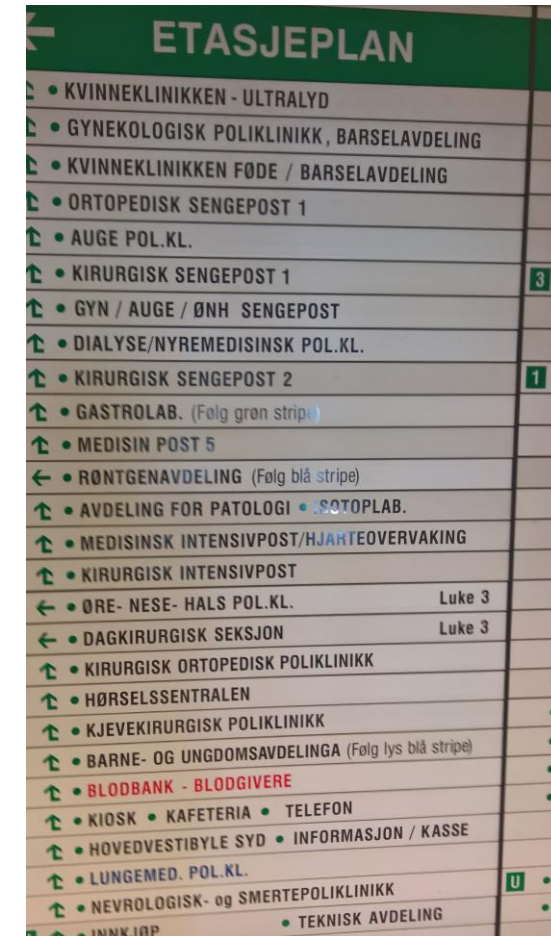 ETASJEPLAN
• KVINNEKLINIKKEN - ULTRALYD
• GYNEKOLOGISK POLIKLINIKK, BARSELAVDELING
• KVINNEKLINIKKEN FØDE / BARSELAVDELING
• ORTOPEDISK SENGEPOST 1
• AUGE POL.KL.
• KIRURGISK SENGEPOST 1
3
• GYN / AUGE / ØNH SENGEPOST
• DIALYSE/NYREMEDISINSK POL.KL.
• KIRURGISK SENGEPOST 2
1
• GASTROLAB. (Følg grøn stripe)
• MEDISIN POST 5
• RØNTGENAVDELING (Følg blå stripe)
• AVDELING FOR PATOLOGI • ISOTOPLAB.
• MEDISINSK INTENSIVPOST/HJARTEOVERVAKING
• KIRURGISK INTENSIVPOST
• ØRE- NESE- HALS POL.KL. Luke 3
• DAGKIRURGISK SEKSJON Luke 3
• KIRURGISK ORTOPEDISK POLIKLINIKK
• HØRSELSSENTRALEN
• KJEVEKIRURGISK POLIKLINIKK
• BARNE- OG UNGDOMSAVDELINGA (Følg lys blå stripe)
• BLODBANK - BLODGIVERE
• KIOSK • KAFETERIA • TELEFON
• HOVEDVESTIBYLE SYD • INFORMASJON / KASSE
• LUNGEMED. POL.KL.
• NEVROLOGISK- og SMERTEPOLIKLINIKK
U
• INNKJØP • TEKNISK AVDELING